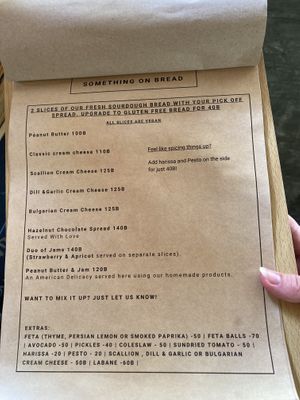 SOMETHING ON BREAD
2 SLICES OF OUR FRESH SOURDOUGH BREAD WITH YOUR PICK OFF
SPREAD. UPGRADE TO GLUTEN FREE BREAD FOR 40B
ALL SLICES ARE VEGAN
Peanut Butter 100B
Classic cream cheese 110B
Scallion Cream Cheese 125B
Dill &Garlic Cream Cheese 125B
Bulgarian Cream Cheese 125B
Hazelnut Chocolate Spread 140B
Served With Love
Duo of Jams 140B
(Strawberry & Apricot served on separate slices).
Peanut Butter & Jam 120B
An American Delicacy served here using our homemade products.
Feel like spicing things up?
Add harissa and Pesto on the side
for just 40B!
WANT TO MIX IT UP? JUST LET US KNOW!
EXTRAS:
FETA (THYME, PERSIAN LEMON OR SMOKED PAPRIKA) -50 | FETA BALLS -70
| AVOCADO -50 | PICKLES -40 | COLESLAW - 50 | SUNDRIED TOMATO - 50 |
HARISSA -20 | PESTO - 20 | SCALLION , DILL & GARLIC OR BULGARIAN
CREAM CHEESE - 50B | LABANE -60B |